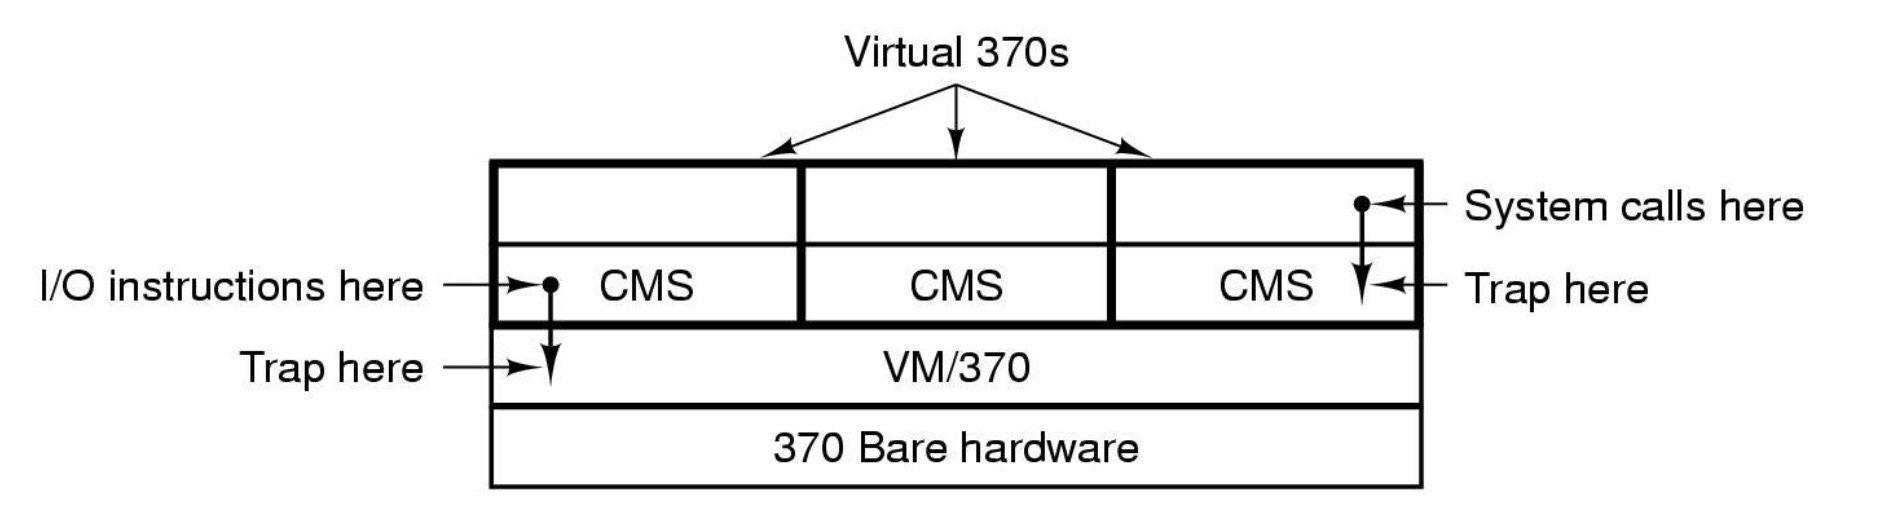 Virtual 370s
System calls here
I/O instructions here
CMS
CMS
CMS
Trap here
Trap here
VM/370
370 Bare hardware